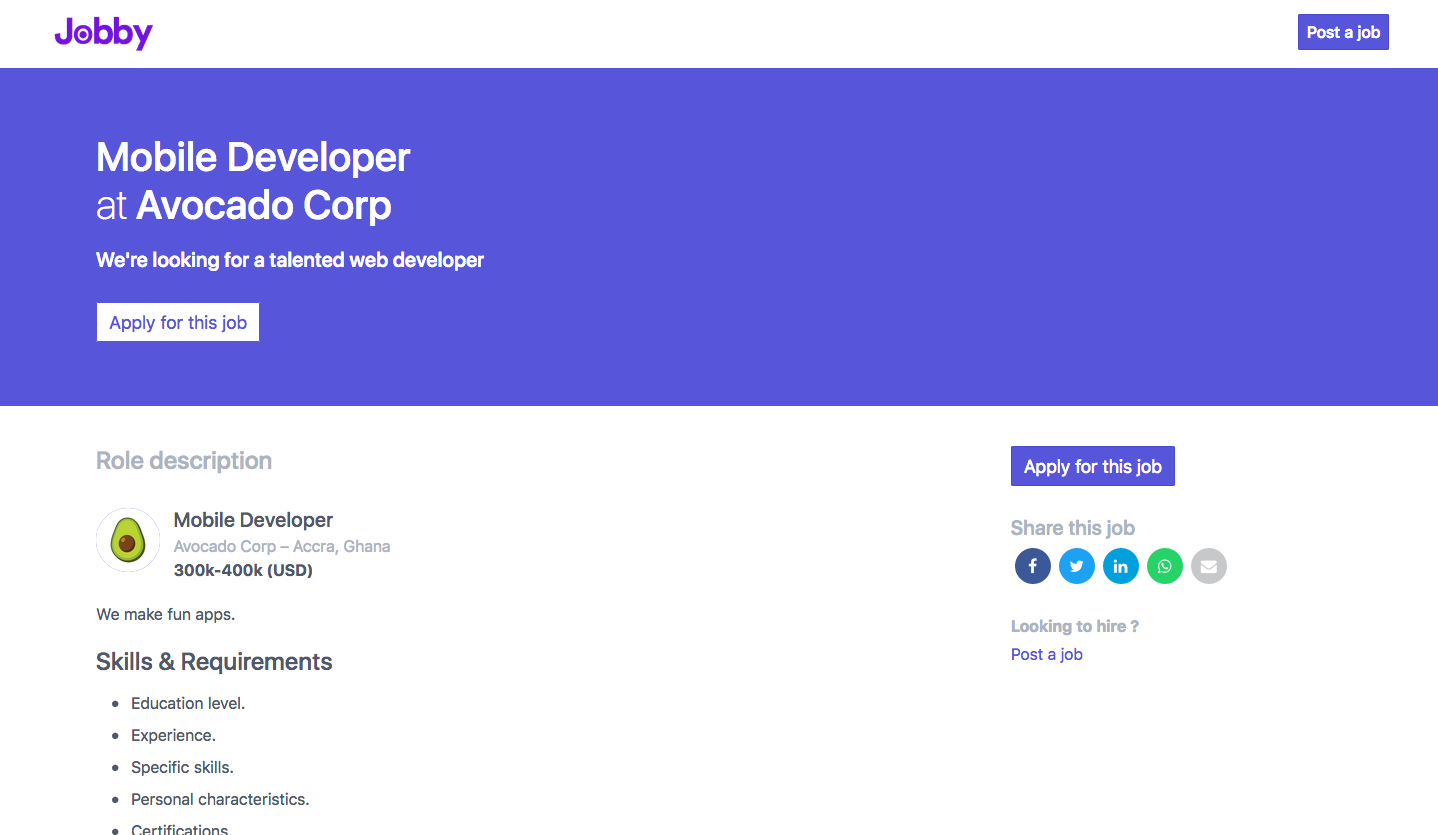 Jobby
Post a job
Mobile Developer
at Avocado Corp
We're looking for a talented web developer
Apply for this job
Role description
Mobile Developer
Avocado Corp – Accra, Ghana
300k-400k (USD)
We make fun apps.
Skills & Requirements
Education level.
Experience.
Specific skills.
Personal characteristics.
Certifications.
Apply for this job
Share this job
Looking to hire ?
Post a job